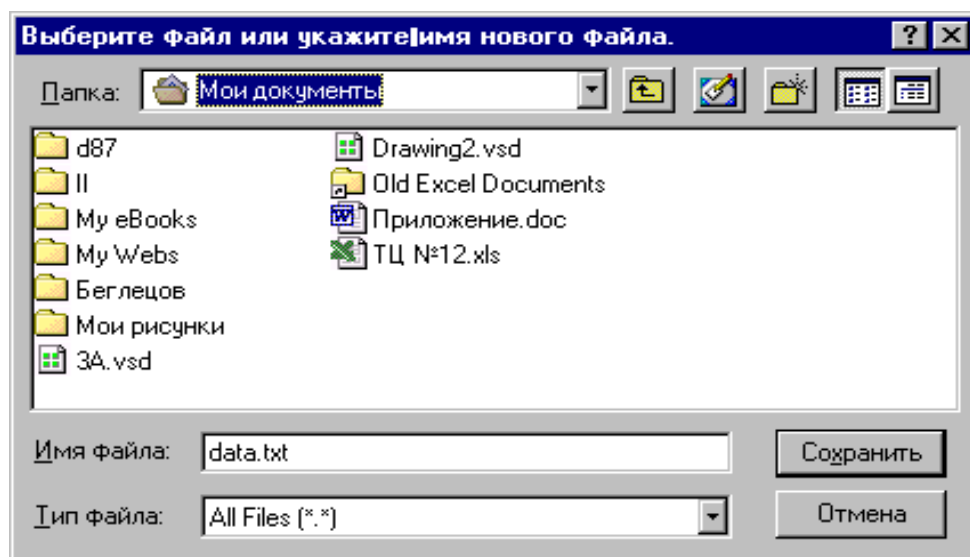 Выберите файл или укажите имя нового файла.
Папка: Мои документы
d87
II
My eBooks
My Webs
Беглецов
Мои рисунки
3A.vsd
Drawing2.vsd
Old Excel Documents
Приложение.doc
ТЦ №12.xls
Имя файла: data.txt
Сохранить
Тип файла: All Files (*.*)
Отмена